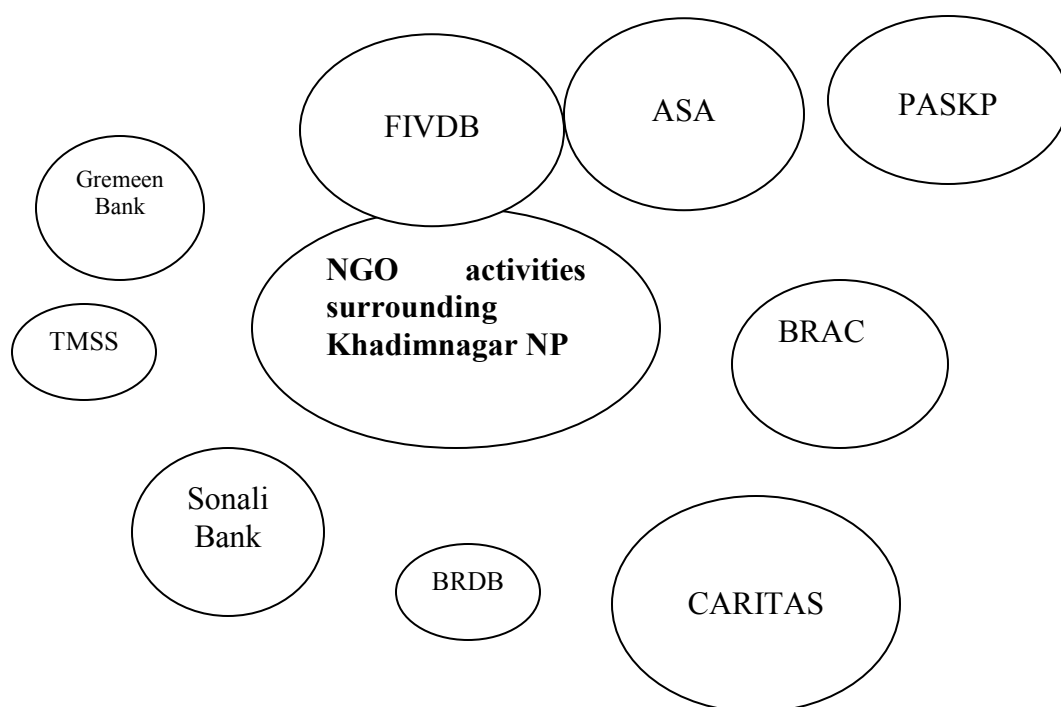 FIVDB
ASA
PASKP
Gremeen
Bank
NGO activities
surrounding
Khadimnagar NP
TMSS
BRAC
Sonali
Bank
BRDB
CARITAS